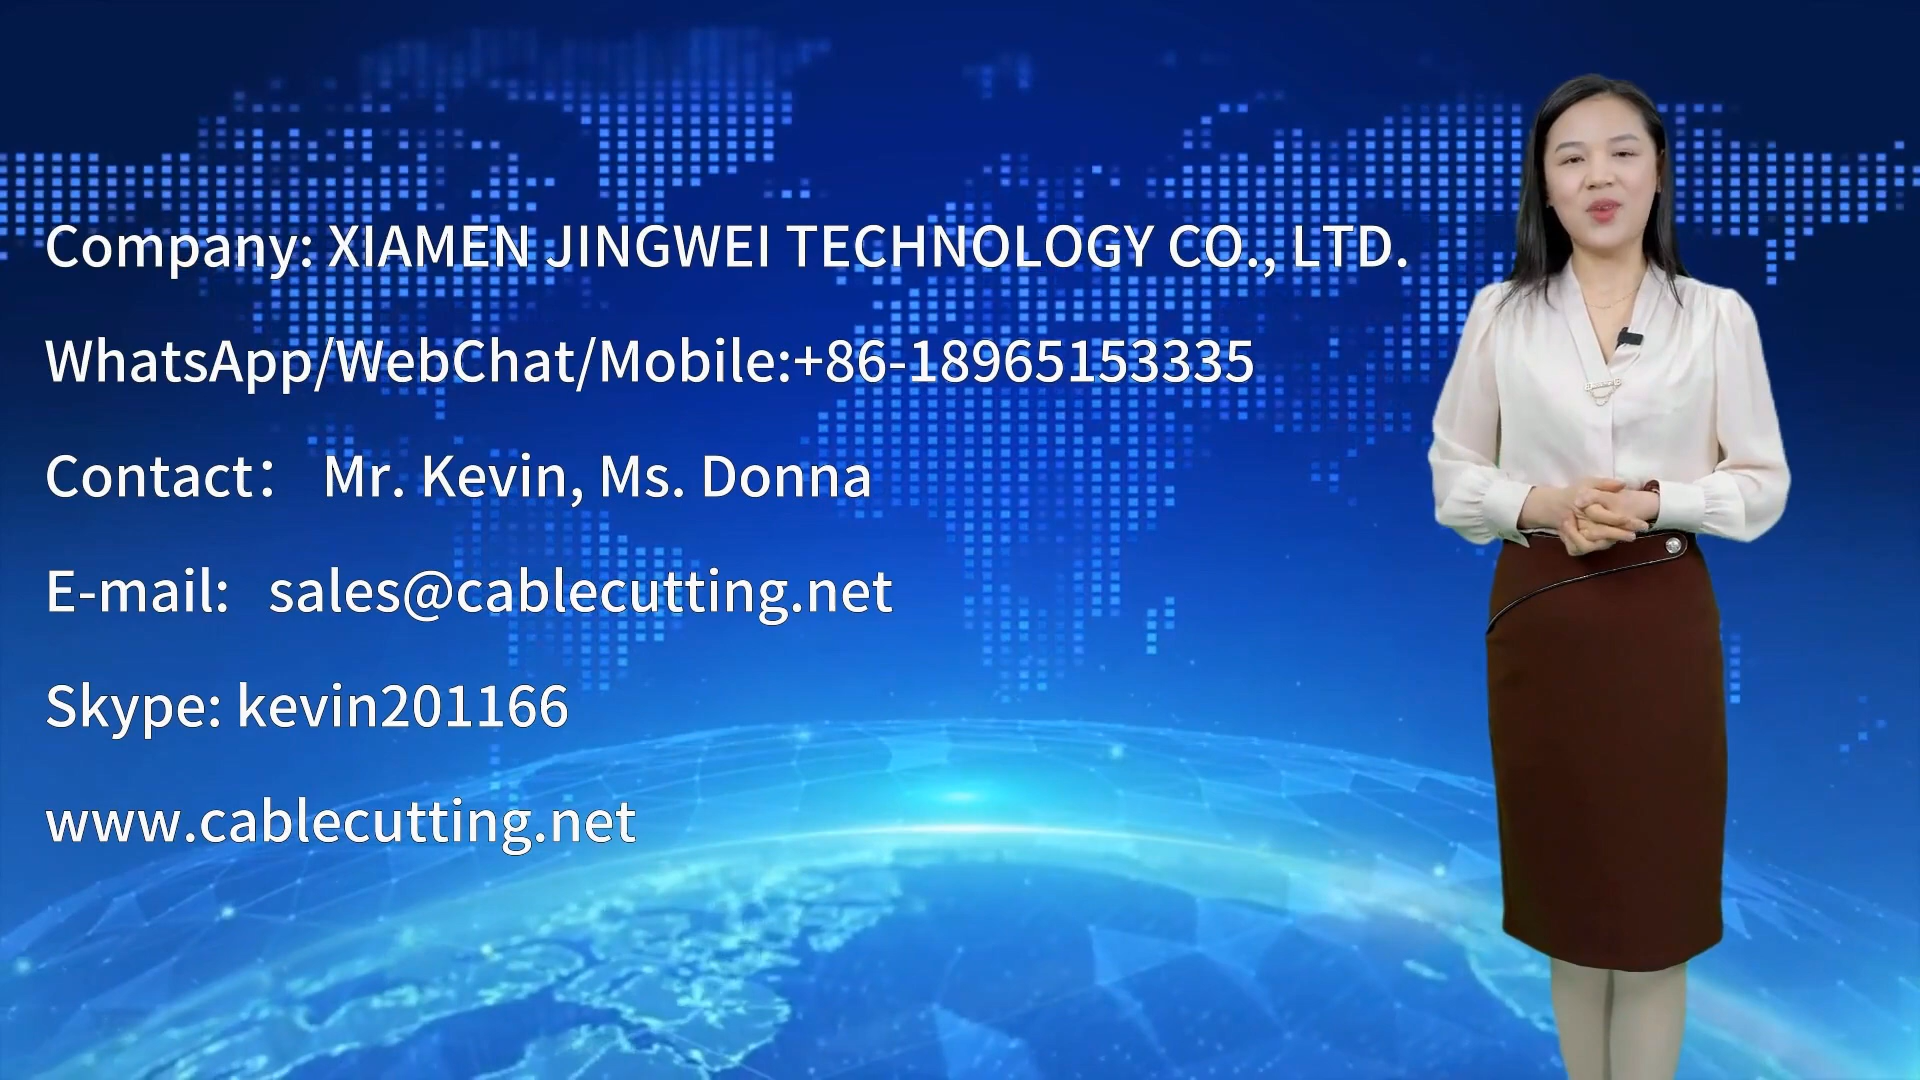 Company: XIAMEN JINGWEI TECHNOLOGY CO., LTD.
WhatsApp/WebChat/Mobile:+86-18965153335
Contact： Mr. Kevin, Ms. Donna
E-mail: sales@cablecutting.net
Skype: kevin201166
www.cablecutting.net